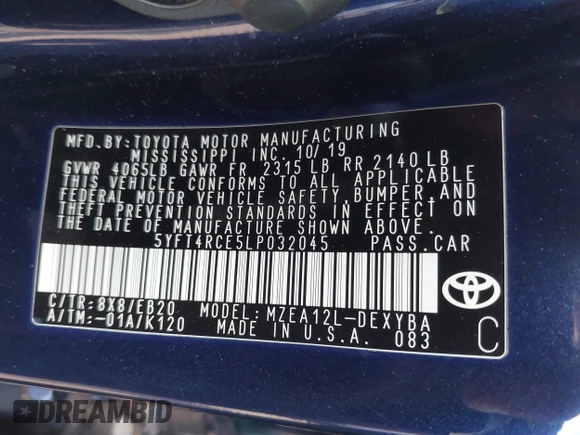 MFD.BY:TOYOTA MOTOR MANUFACTURING
MISSISSIPPI INC. 10/19
GVWR 4065LB GAWR FR 2315 LB RR 2140 LB
THIS VEHICLE CONFORMS TO ALL APPLICABLE
FEDERAL MOTOR VEHICLE SAFETY,BUMPER,AND
THEFT PREVENTION STANDARDS IN EFFECT ON
THE DATE OF MANUFACTURE SHOWN ABOVE.
5YFT4RCE5LP032045 PASS.CAR
C/TR:8X8/EB20 MODEL:MZEA12L-DEXYBA
A/TM:-01A/K120 MADE IN U.S.A. 083
C
DREAMBID